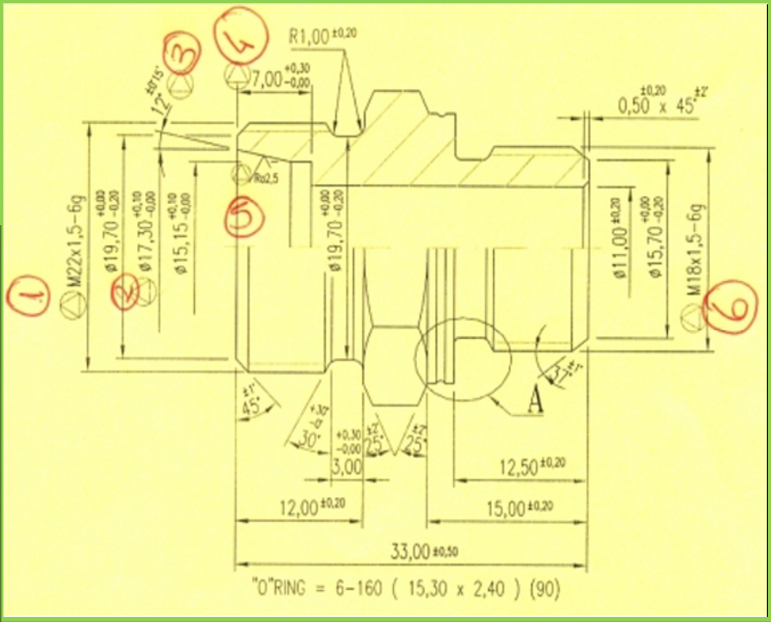 4
3
R1,00±0,20
7,00 +0,30 -0,00
±0'15'
12°
±0,20
0,50 x 45° ±2°
Ra2,5
5
M22x1,5-6g
ø19,70 +0,00 -0,20
ø17,30 +0,10 -0,00
ø15,15 +0,10 -0,00
ø19,70 +0,00 -0,20
ø11,00 ±0,20
ø15,70 +0,00 -0,20
M18x1,5-6g
1
2
6
45° ±1°
30° +30° -0°
25° ±2°
25° ±2°
37° ±1°
A
3,00 +0,30 -0,00
12,50±0,20
12,00±0,20
15,00±0,20
33,00±0,50
"O"RING = 6-160 ( 15,30 x 2,40 ) (90)